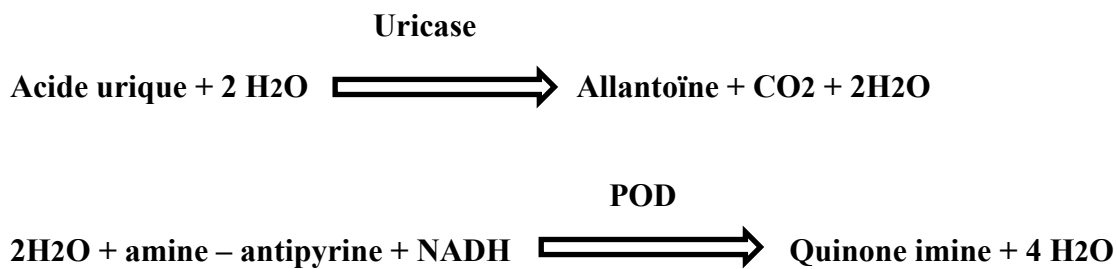 Uricase
Acide urique + 2 H2O Allantoïne + CO2 + 2H2O
POD
2H2O + amine – antipyrine + NADH Quinone imine + 4 H2O